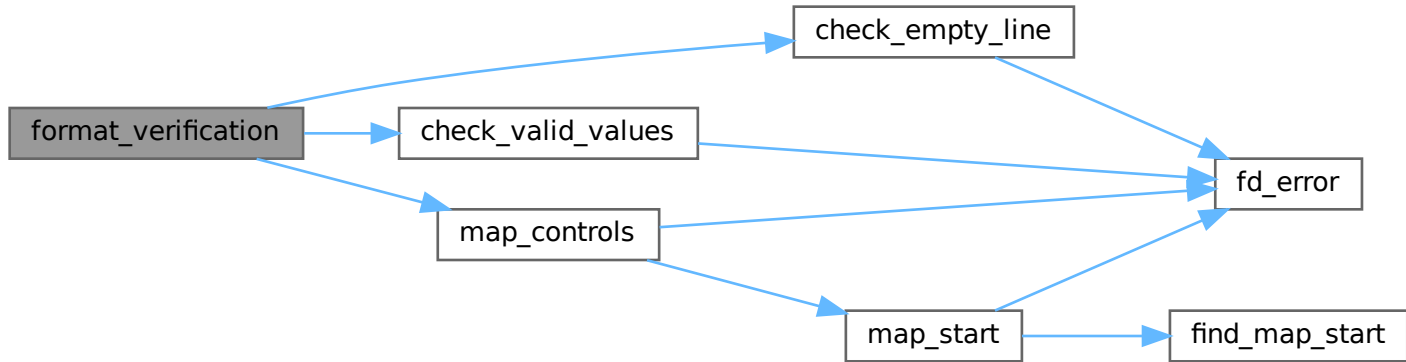 check_empty_line
format_verification
check_valid_values
fd_error
map_controls
map_start
find_map_start